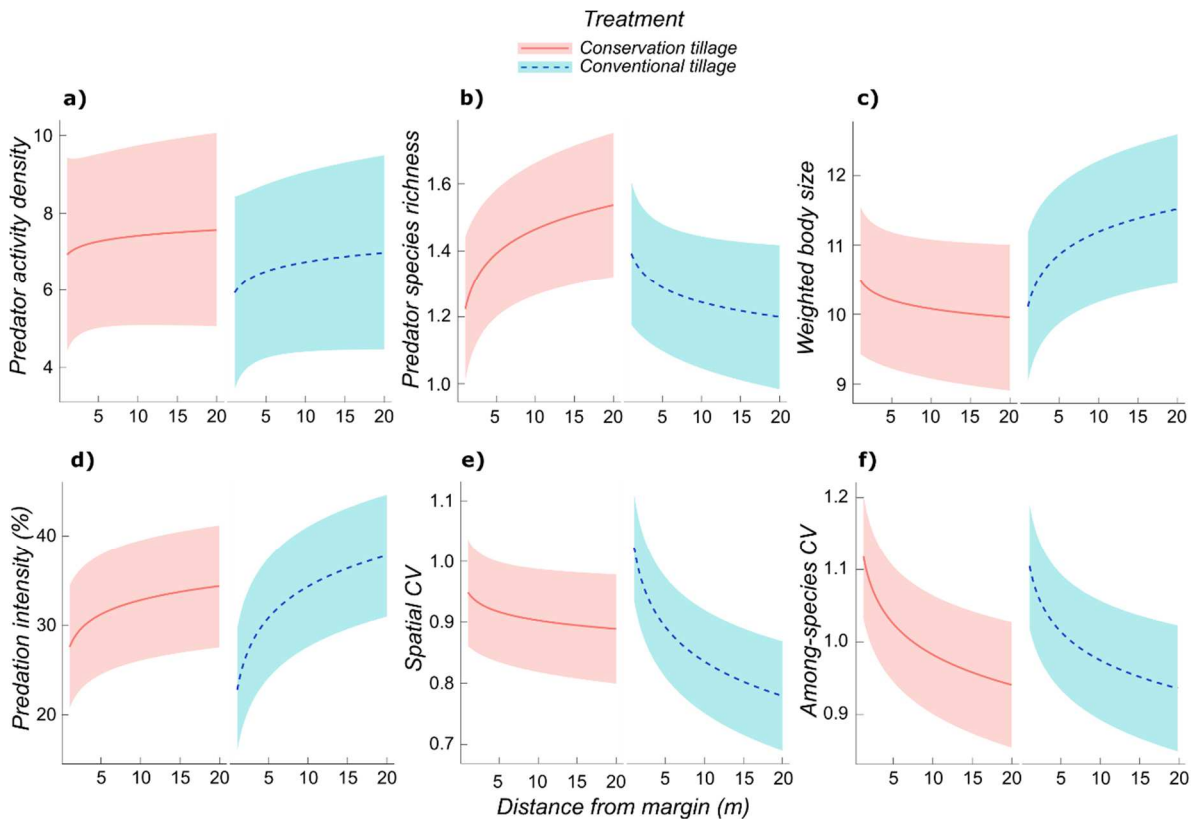 Treatment
Conservation tillage
Conventional tillage
a)
b)
c)
Predator activity density
10
8
6
4
5 10 15 20 5 10 15 20
Predator species richness
1.6
1.4
1.2
1.0
5 10 15 20 5 10 15 20
Weighted body size
12
11
10
9
5 10 15 20 5 10 15 20
d)
e)
f)
Predation intensity (%)
40
30
20
5 10 15 20 5 10 15 20
Spatial CV
1.1
1.0
0.9
0.8
0.7
5 10 15 20 5 10 15 20
Among-species CV
1.2
1.1
1.0
0.9
5 10 15 20 5 10 15 20
Distance from margin (m)